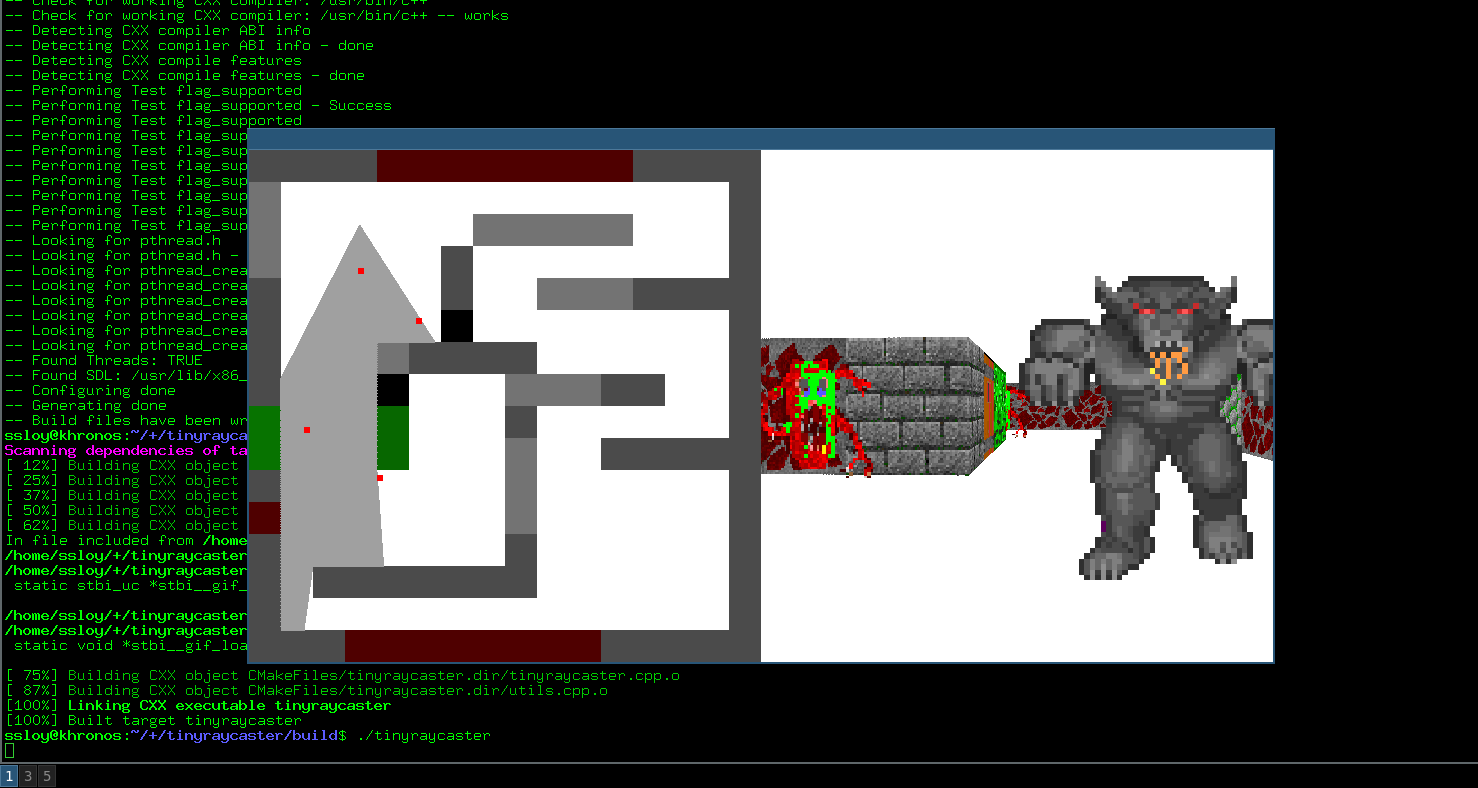 -- Check for working CXX compiler: /usr/bin/c++
-- Check for working CXX compiler: /usr/bin/c++ -- works
-- Detecting CXX compiler ABI info
-- Detecting CXX compiler ABI info - done
-- Detecting CXX compile features
-- Detecting CXX compile features - done
-- Performing Test flag_supported
-- Performing Test flag_supported - Success
-- Performing Test flag_supported
-- Performing Test flag_sup
-- Performing Test flag_sup
-- Performing Test flag_sup
-- Performing Test flag_sup
-- Performing Test flag_sup
-- Performing Test flag_sup
-- Performing Test flag_sup
-- Looking for pthread.h
-- Looking for pthread.h -
-- Looking for pthread_crea
-- Looking for pthread_crea
-- Looking for pthread_crea
-- Looking for pthread_crea
-- Looking for pthread_crea
-- Looking for pthread_crea
-- Found Threads: TRUE
-- Found SDL: /usr/lib/x86_
-- Configuring done
-- Generating done
-- Build files have been wr
ssloy@khronos:~/+/tinyrayca
Scanning dependencies of ta
[ 12%] Building CXX object
[ 25%] Building CXX object
[ 37%] Building CXX object
[ 50%] Building CXX object
[ 62%] Building CXX object
In file included from /home
/home/ssloy/+/tinyraycaster
/home/ssloy/+/tinyraycaster
static stbi_uc *stbi__gif_
/home/ssloy/+/tinyraycaster
/home/ssloy/+/tinyraycaster
static void *stbi__gif_loa
[ 75%] Building CXX object CMakeFiles/tinyraycaster.dir/tinyraycaster.cpp.o
[ 87%] Building CXX object CMakeFiles/tinyraycaster.dir/utils.cpp.o
[100%] Linking CXX executable tinyraycaster
[100%] Built target tinyraycaster
ssloy@khronos:~/+/tinyraycaster/build$ ./tinyraycaster
1 3 5